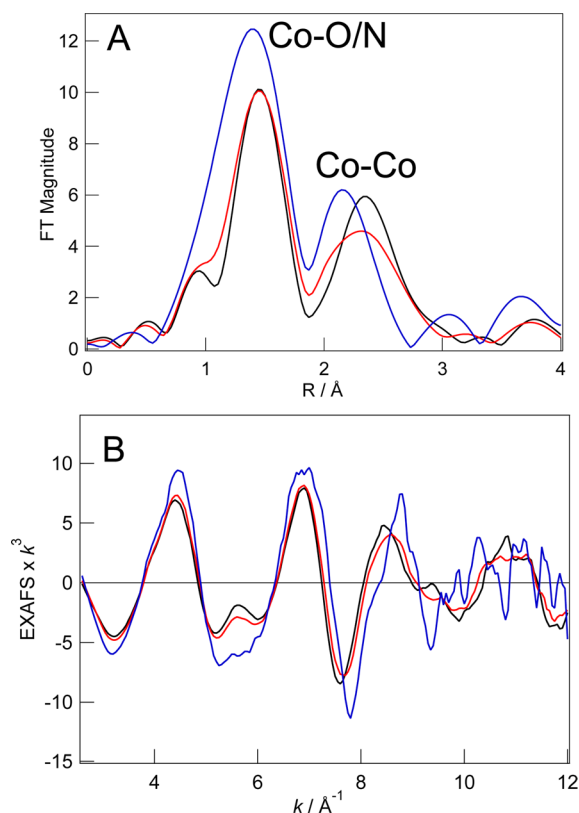 A
Co-O/N
Co-Co
FT Magnitude
12
10
8
6
4
2
0
0 1 2 3 4
R / Å
B
EXAFS x k³
10
5
0
-5
-10
-15
4 6 8 10 12
k / Å⁻¹